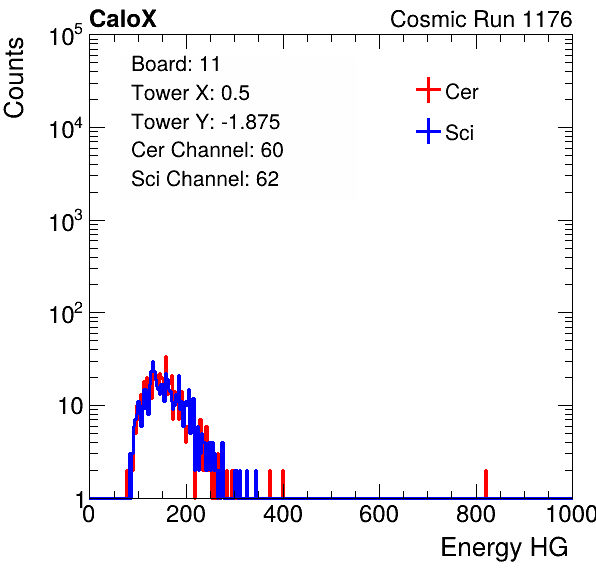 CaloX Cosmic Run 1176
Counts
10^5
10^4
10^3
10^2
10
1
Board: 11
Tower X: 0.5
Tower Y: -1.875
Cer Channel: 60
Sci Channel: 62
Cer
Sci
0 200 400 600 800 1000
Energy HG